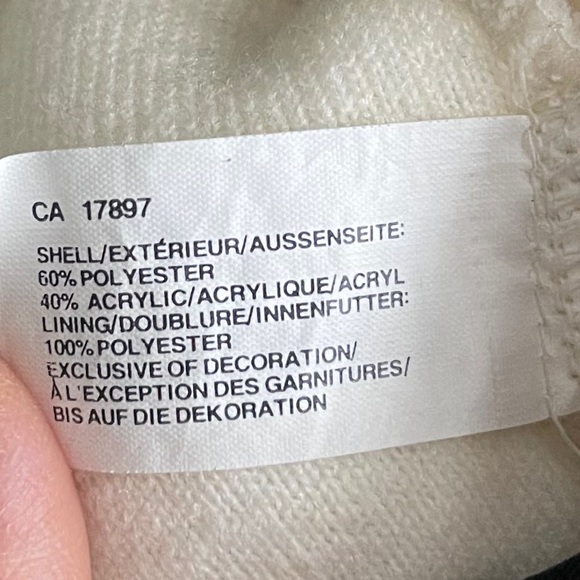 CA 17897
SHELL/EXTÉRIEUR/AUSSENSEITE:
60% POLYESTER
40% ACRYLIC/ACRYLIQUE/ACRYL
LINING/DOUBLURE/INNENFUTTER:
100% POLYESTER
EXCLUSIVE OF DECORATION/
À L'EXCEPTION DES GARNITURES/
BIS AUF DIE DEKORATION